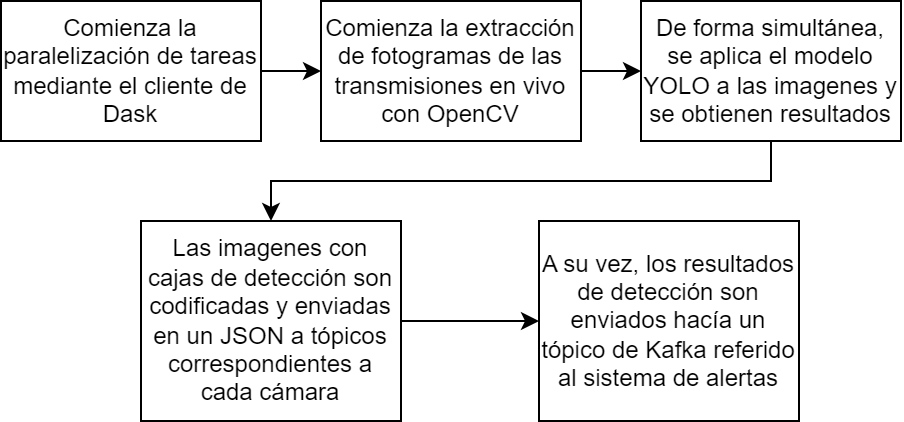 Comienza la
paralelización de tareas
mediante el cliente de
Dask
Comienza la extracción
de fotogramas de las
transmisiones en vivo
con OpenCV
De forma simultánea,
se aplica el modelo
YOLO a las imagenes y
se obtienen resultados
Las imagenes con
cajas de detección son
codificadas y enviadas
en un JSON a tópicos
correspondientes a
cada cámara
A su vez, los resultados
de detección son
enviados hacía un
tópico de Kafka referido
al sistema de alertas